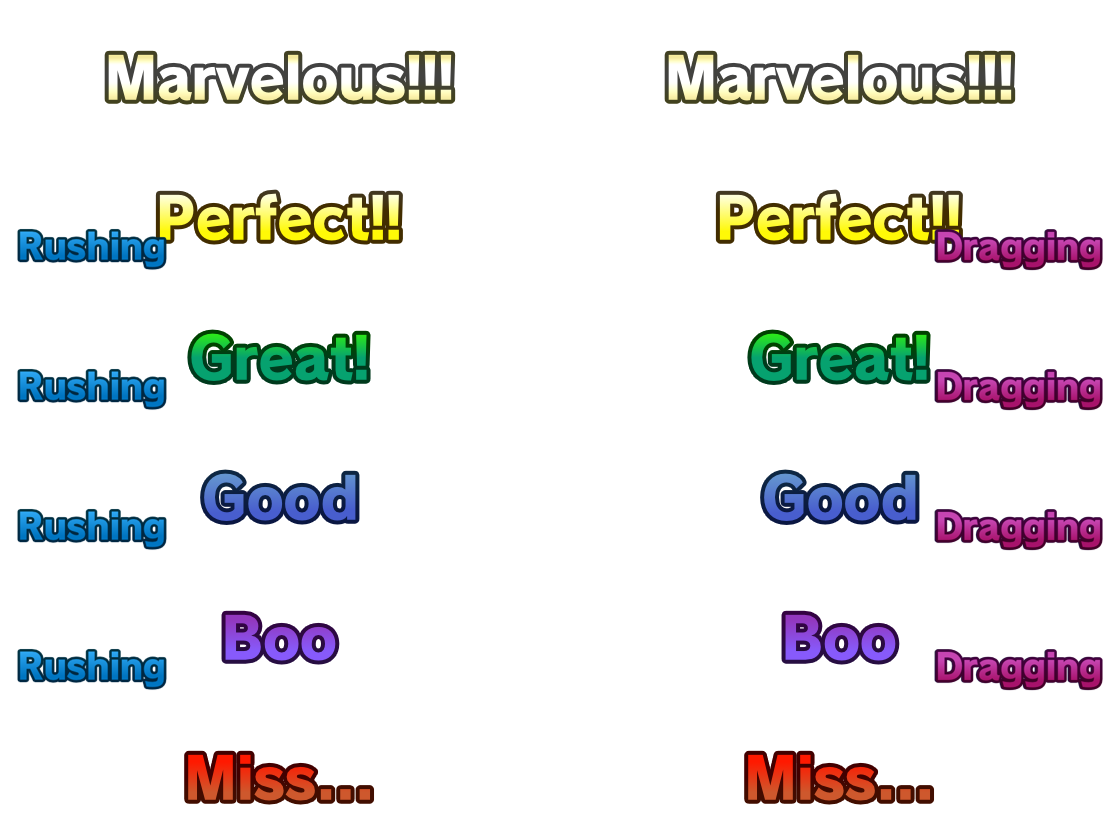 Marvelous!!! Marvelous!!!
Perfect!! Perfect!!
Rushing Dragging
Great! Great!
Rushing Dragging
Good Good
Rushing Dragging
Boo Boo
Rushing Dragging
Miss... Miss...